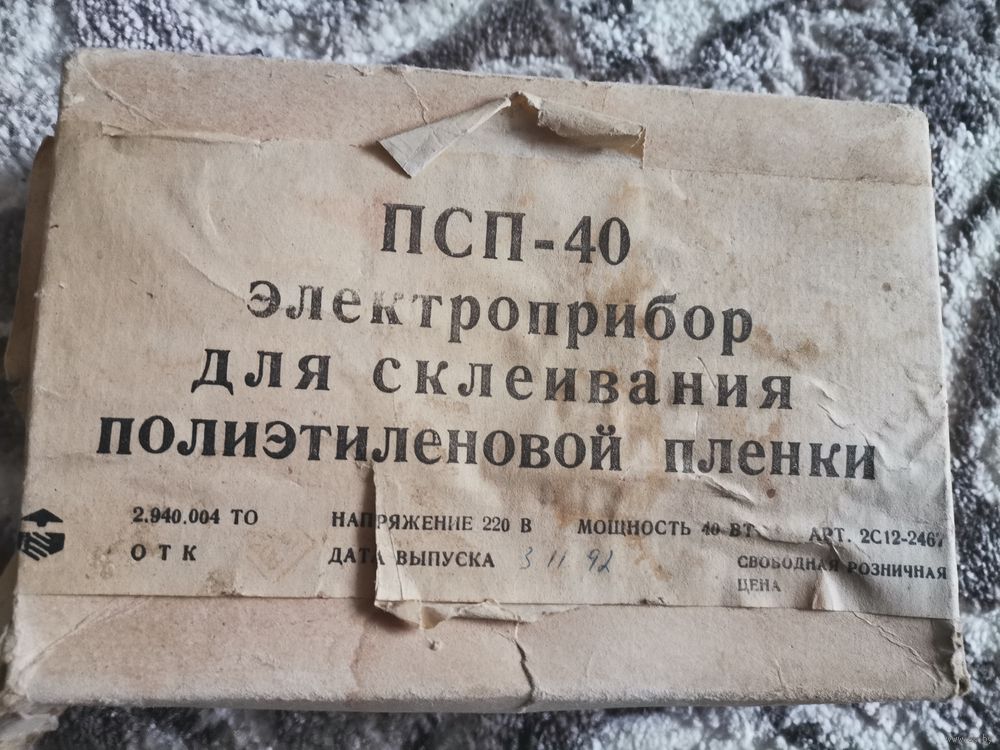 ПСП-40
электроприбор
для склеивания
полиэтиленовой пленки
2.940.004 ТО НАПРЯЖЕНИЕ 220 В МОЩНОСТЬ 40 ВТ АРТ. 2С12-2467
ОТК ДАТА ВЫПУСКА 3 11 92 СВОБОДНАЯ РОЗНИЧНАЯ
ЦЕНА